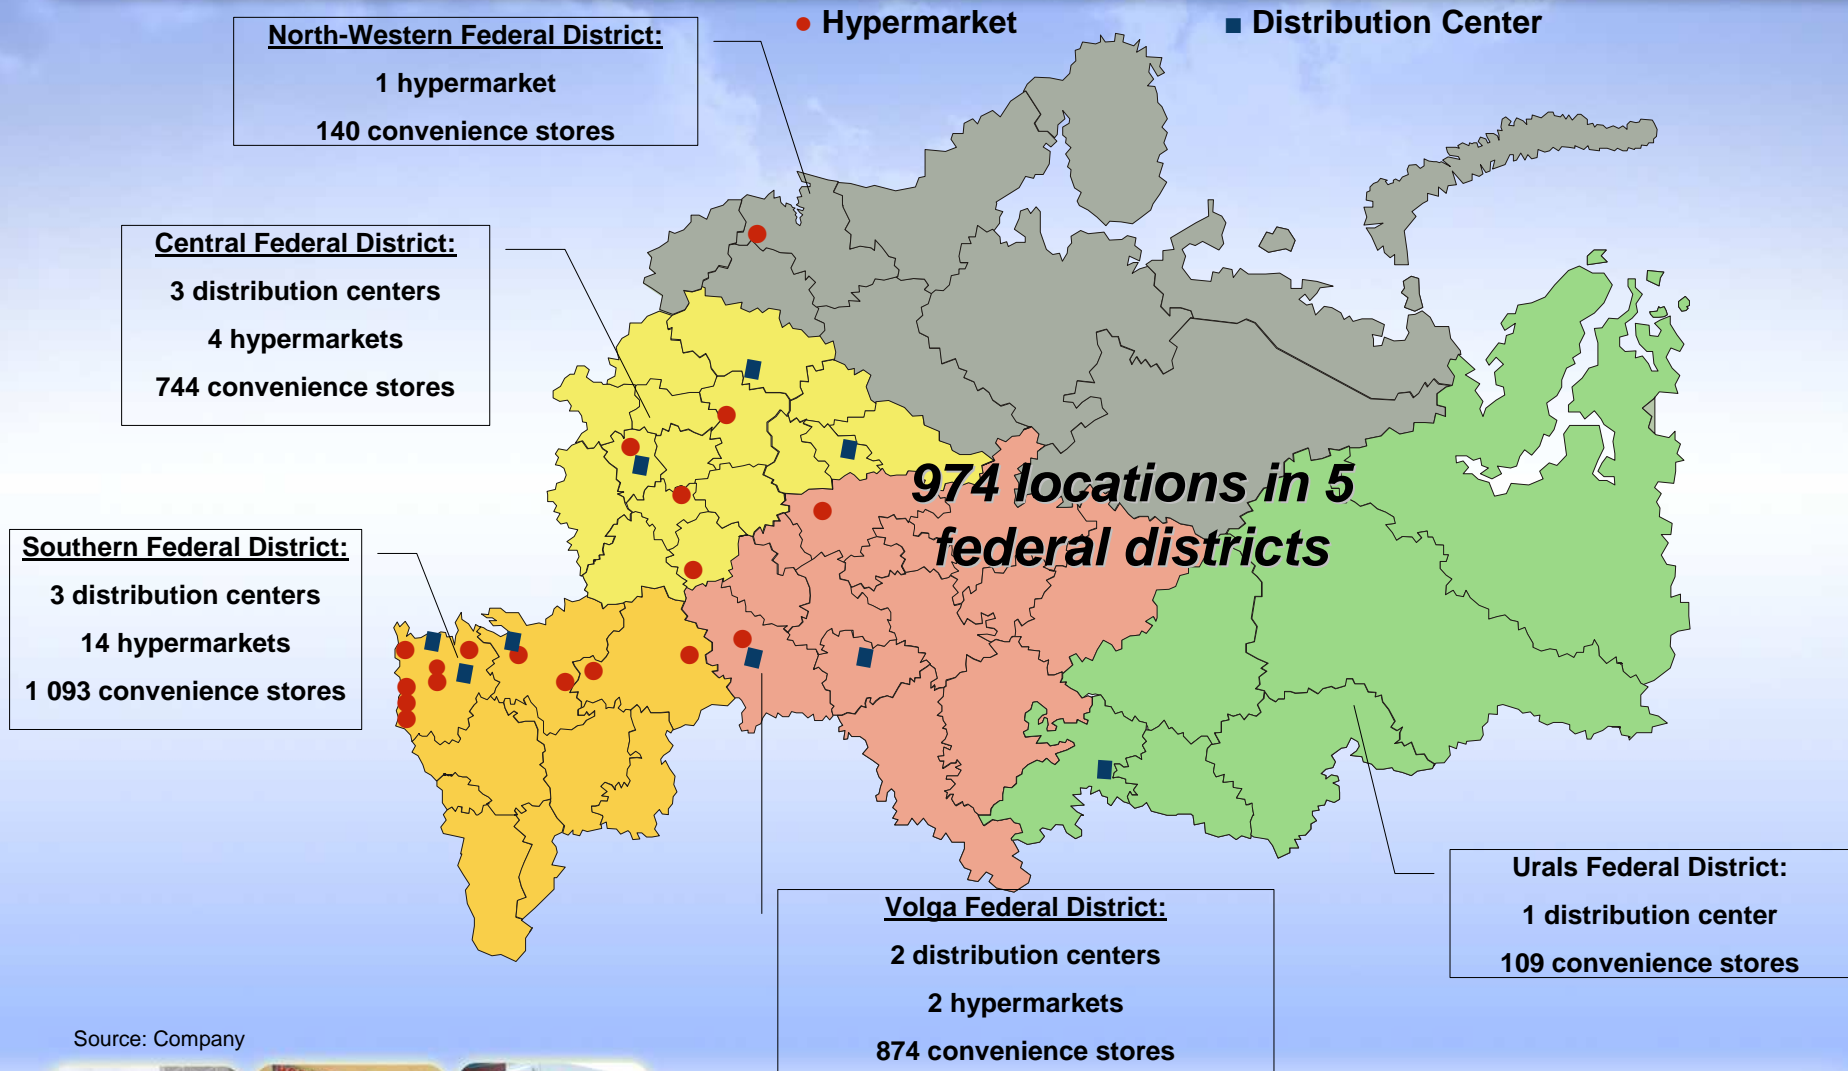 Hypermarket
Distribution Center
North-Western Federal District:
1 hypermarket
140 convenience stores
Central Federal District:
3 distribution centers
4 hypermarkets
744 convenience stores
974 locations in 5
federal districts
Southern Federal District:
3 distribution centers
14 hypermarkets
1 093 convenience stores
Urals Federal District:
1 distribution center
109 convenience stores
Volga Federal District:
2 distribution centers
2 hypermarkets
874 convenience stores
Source: Company